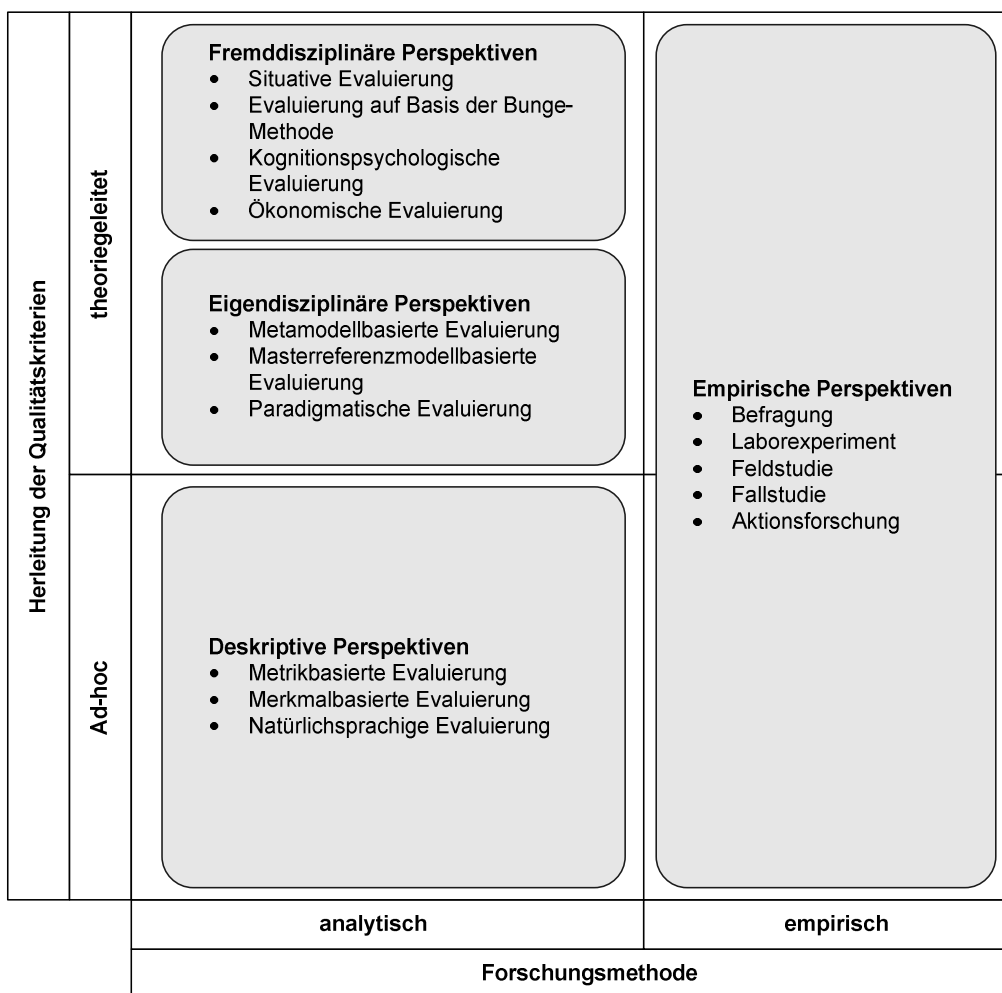 Herleitung der Qualitätskriterien
theoriegeleitet
Fremddisziplinäre Perspektiven
• Situative Evaluierung
• Evaluierung auf Basis der Bunge-
Methode
• Kognitionspsychologische
Evaluierung
• Ökonomische Evaluierung
Eigendisziplinäre Perspektiven
• Metamodellbasierte Evaluierung
• Masterreferenzmodellbasierte
Evaluierung
• Paradigmatische Evaluierung
Empirische Perspektiven
• Befragung
• Laborexperiment
• Feldstudie
• Fallstudie
• Aktionsforschung
Ad-hoc
Deskriptive Perspektiven
• Metrikbasierte Evaluierung
• Merkmalbasierte Evaluierung
• Natürlichsprachige Evaluierung
analytisch
empirisch
Forschungsmethode